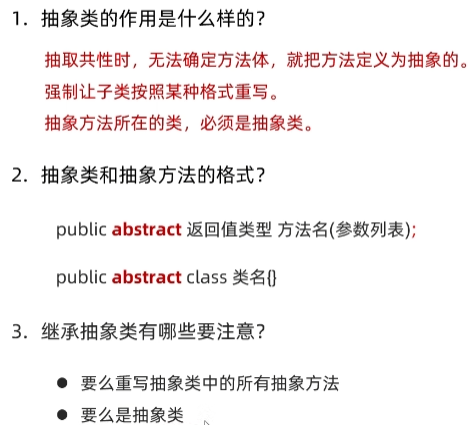 1. 抽象类的作用是什么样的？
抽取共性时，无法确定方法体，就把方法定义为抽象的。
强制让子类按照某种格式重写。
抽象方法所在的类，必须是抽象类。
2. 抽象类和抽象方法的格式？
public abstract 返回值类型 方法名(参数列表);
public abstract class 类名{}
3. 继承抽象类有哪些要注意？
● 要么重写抽象类中的所有抽象方法
● 要么是抽象类